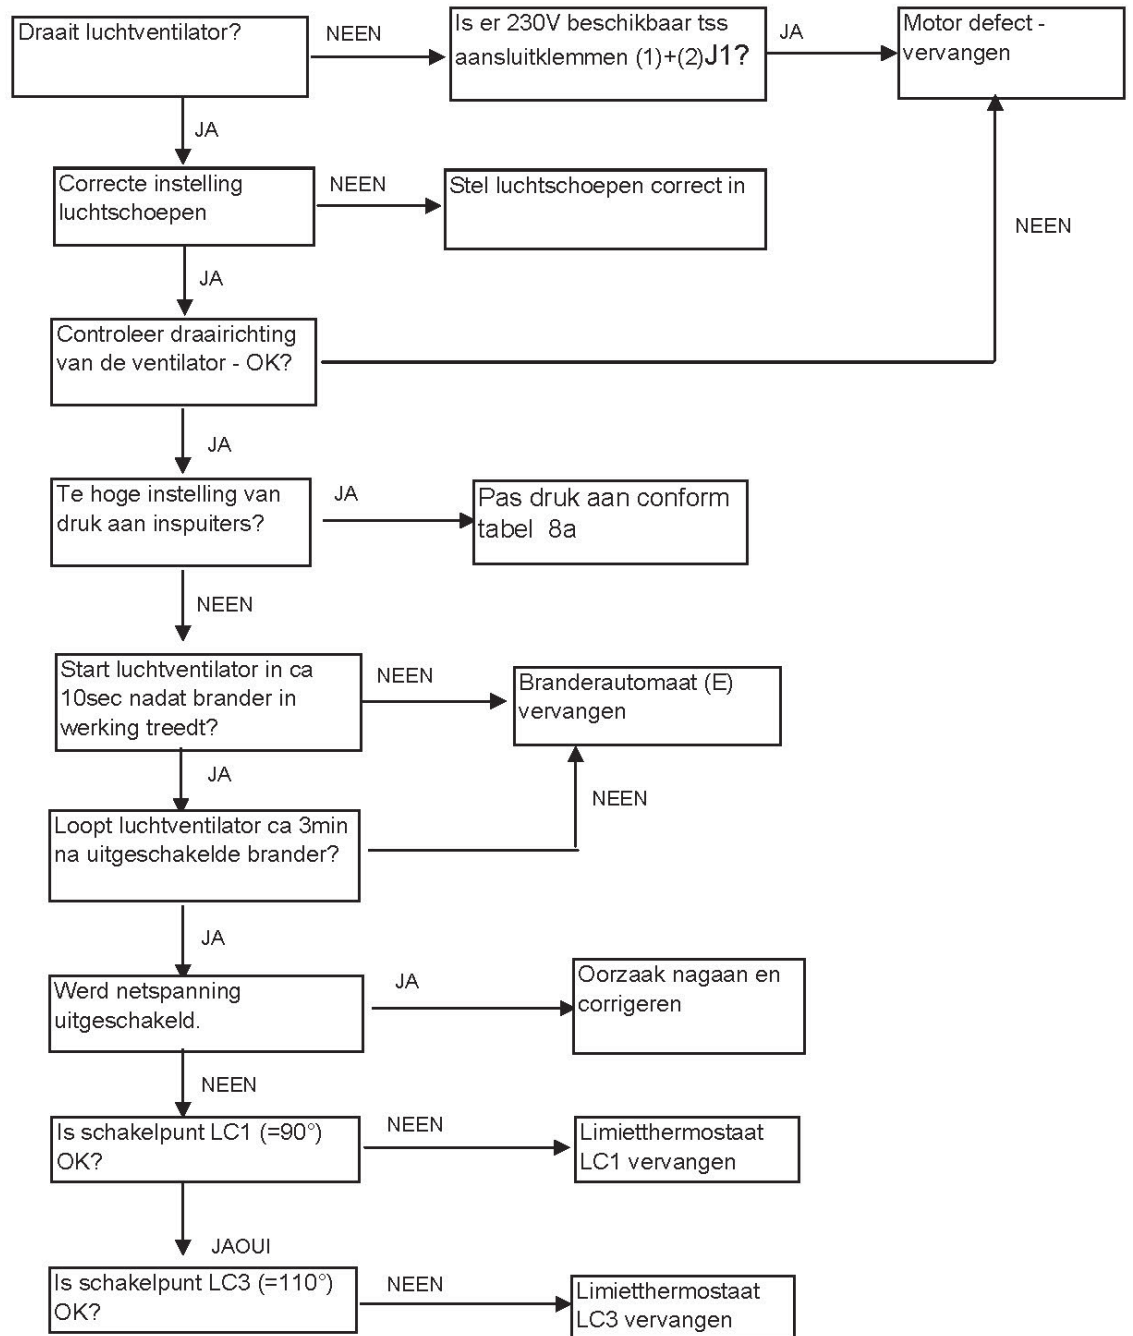 Draait luchtventilator?
NEEN
Is er 230V beschikbaar tss
aansluitklemmen (1)+(2)J1?
JA
Motor defect -
vervangen
JA
Correcte instelling
luchtschoepen
NEEN
Stel luchtschoepen correct in
NEEN
JA
Controleer draairichting
van de ventilator - OK?
JA
Te hoge instelling van
druk aan inspuiters?
JA
Pas druk aan conform
tabel 8a
NEEN
Start luchtventilator in ca
10sec nadat brander in
werking treedt?
NEEN
Branderautomaat (E)
vervangen
JA
NEEN
Loopt luchtventilator ca 3min
na uitgeschakelde brander?
JA
Werd netspanning
uitgeschakeld.
JA
Oorzaak nagaan en
corrigeren
NEEN
Is schakelpunt LC1 (=90°)
OK?
NEEN
Limietthermostaat
LC1 vervangen
JAOUI
Is schakelpunt LC3 (=110°)
OK?
NEEN
Limietthermostaat
LC3 vervangen